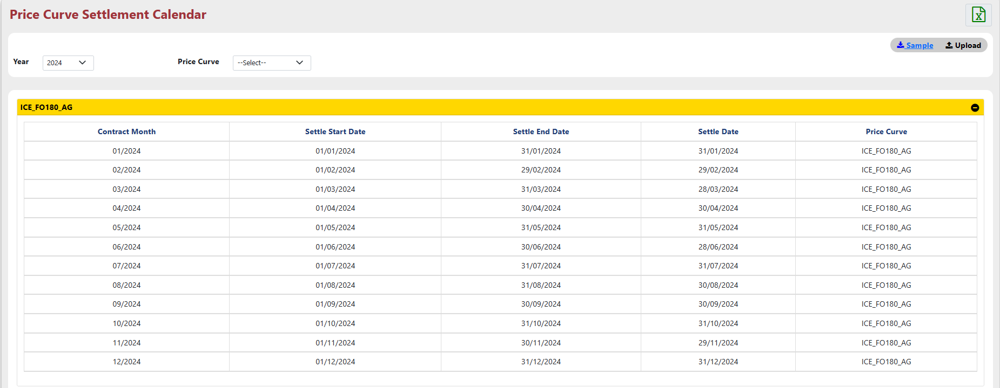 Price Curve Settlement Calendar
Sample Upload
Year 2024 Price Curve --Select--
ICE_FO180_AG
Contract Month Settle Start Date Settle End Date Settle Date Price Curve
01/2024 01/01/2024 31/01/2024 31/01/2024 ICE_FO180_AG
02/2024 01/02/2024 29/02/2024 29/02/2024 ICE_FO180_AG
03/2024 01/03/2024 31/03/2024 28/03/2024 ICE_FO180_AG
04/2024 01/04/2024 30/04/2024 30/04/2024 ICE_FO180_AG
05/2024 01/05/2024 31/05/2024 31/05/2024 ICE_FO180_AG
06/2024 01/06/2024 30/06/2024 28/06/2024 ICE_FO180_AG
07/2024 01/07/2024 31/07/2024 31/07/2024 ICE_FO180_AG
08/2024 01/08/2024 31/08/2024 30/08/2024 ICE_FO180_AG
09/2024 01/09/2024 30/09/2024 30/09/2024 ICE_FO180_AG
10/2024 01/10/2024 31/10/2024 31/10/2024 ICE_FO180_AG
11/2024 01/11/2024 30/11/2024 29/11/2024 ICE_FO180_AG
12/2024 01/12/2024 31/12/2024 31/12/2024 ICE_FO180_AG